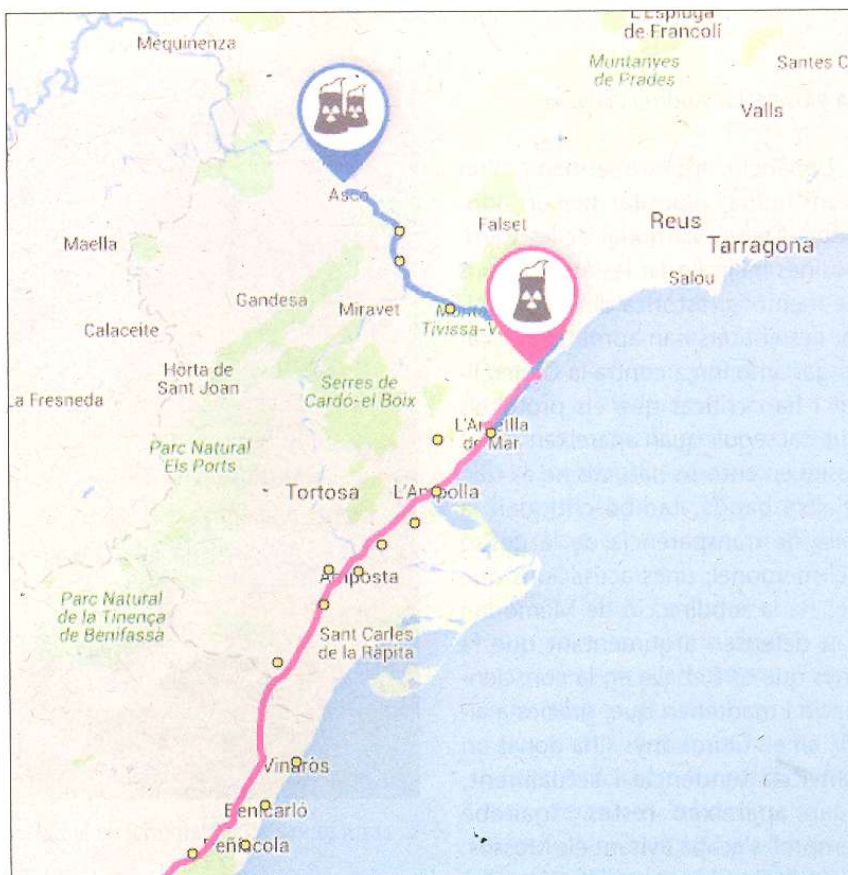 L'Espluga
de Francolí
Mequinenza
Muntanyes
de Prades
Santes C
Valls
Ascó
Falset
Reus
Tarragona
Salou
Maella
Gandesa
Miravet
Tivissa-V
Calaceite
Horta de
Sant Joan
Serres de
Cardó-el Boix
a Fresneda
L'Ametlla
de Mar
Parc Natural
Els Ports
Tortosa
L'Ampolla
Amposta
Parc Natural
de la Tinença
de Benifassà
Sant Carles
de la Ràpita
Vinaròs
Benicarló
Peñíscola